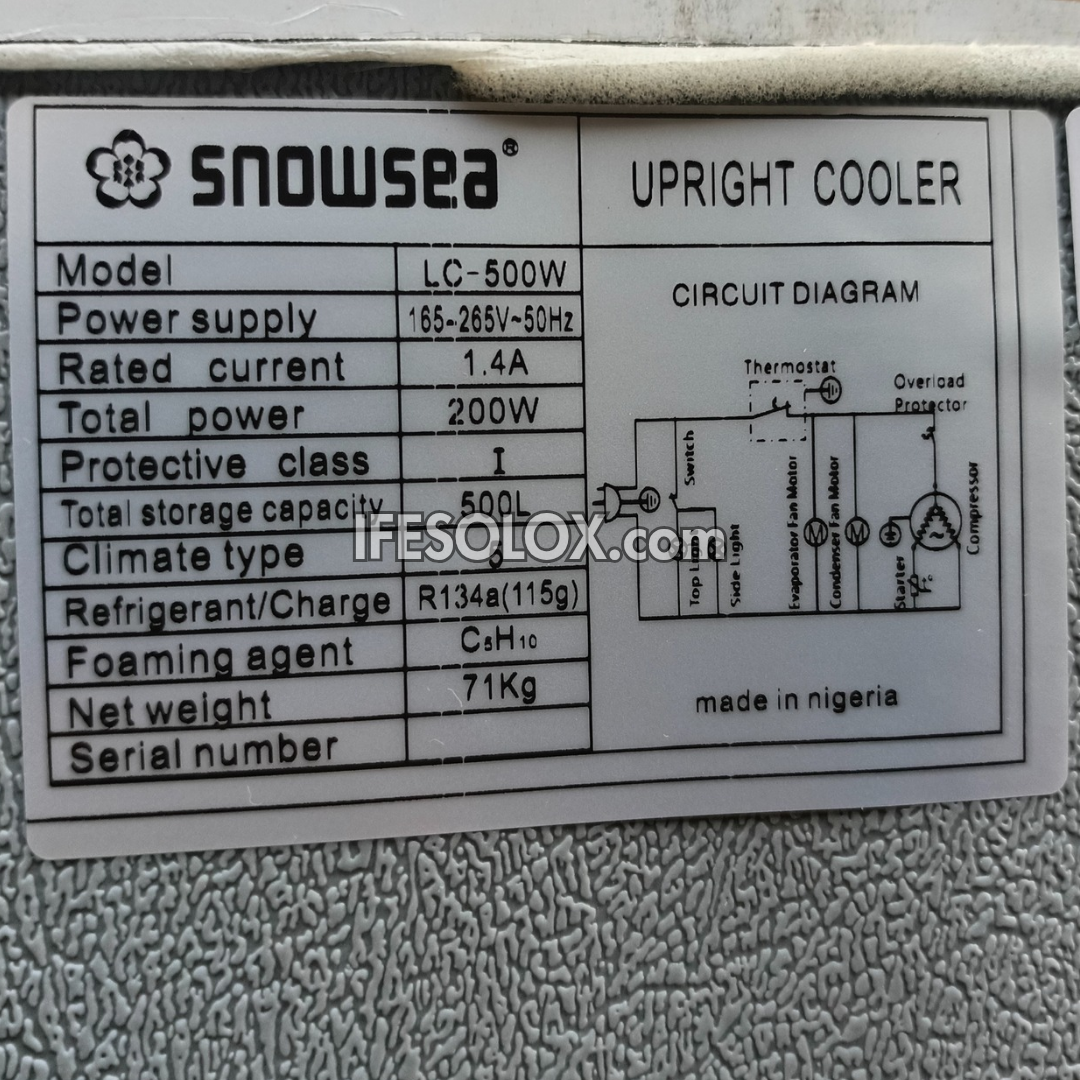 snowsea®
UPRIGHT COOLER
Model LC-500W
Power supply 165-265V~50Hz
Rated current 1.4A
Total power 200W
Protective class I
Total storage capacity 500L
Climate type
Refrigerant/Charge R134a(115g)
Foaming agent C₅H₁₀
Net weight 71Kg
Serial number
CIRCUIT DIAGRAM
Thermostat
Overload
Protector
Switch
Top Light
Side Light
Evaporator Fan Motor
Condenser Fan Motor
Starter
Compressor
made in nigeria
IFESOLOX.com